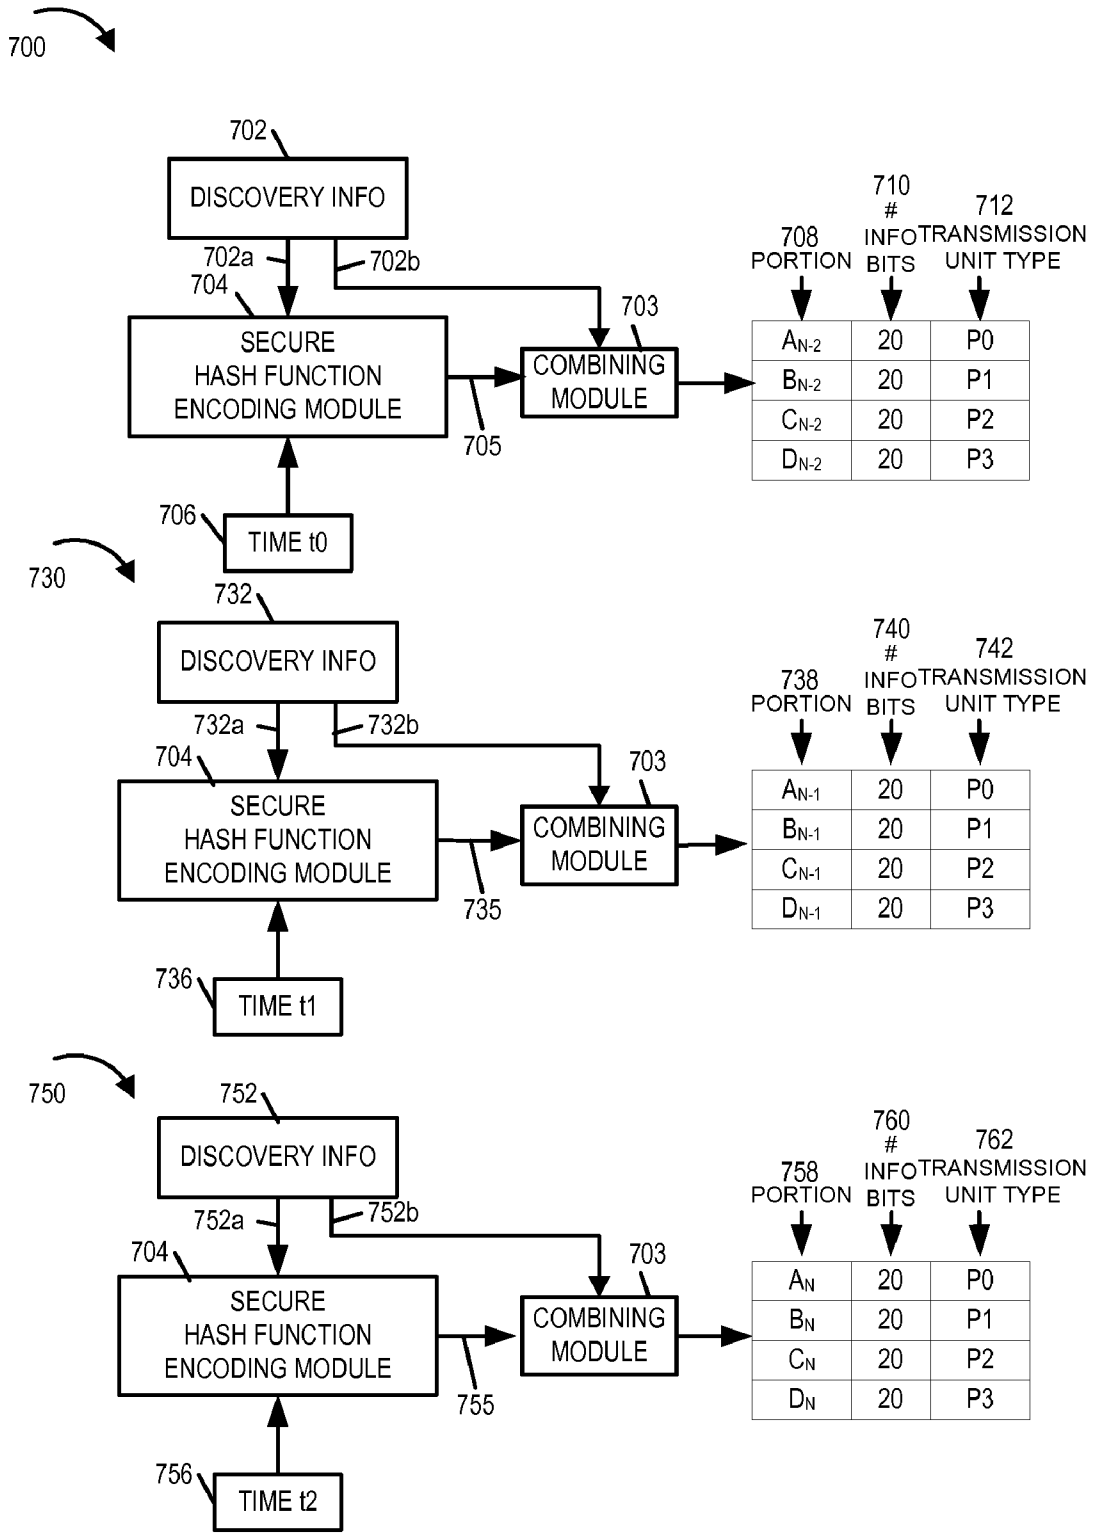 700
702
DISCOVERY INFO
702a
702b
704
SECURE
HASH FUNCTION
ENCODING MODULE
705
703
COMBINING
MODULE
706
TIME t0
708
PORTION
710
#
INFO
BITS
712
TRANSMISSION
UNIT TYPE
AN-2 20 P0
BN-2 20 P1
CN-2 20 P2
DN-2 20 P3
730
732
DISCOVERY INFO
732a
732b
704
SECURE
HASH FUNCTION
ENCODING MODULE
735
703
COMBINING
MODULE
736
TIME t1
738
PORTION
740
#
INFO
BITS
742
TRANSMISSION
UNIT TYPE
AN-1 20 P0
BN-1 20 P1
CN-1 20 P2
DN-1 20 P3
750
752
DISCOVERY INFO
752a
752b
704
SECURE
HASH FUNCTION
ENCODING MODULE
755
703
COMBINING
MODULE
756
TIME t2
758
PORTION
760
#
INFO
BITS
762
TRANSMISSION
UNIT TYPE
AN 20 P0
BN 20 P1
CN 20 P2
DN 20 P3